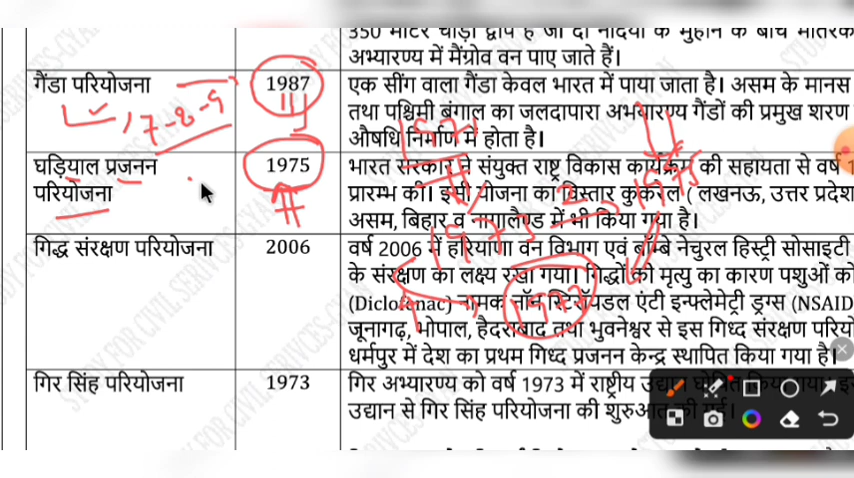 350 मीटर चौड़ा द्वीप है जो दो नदियों के मुहाने के बीच
अभ्यारण्य में मैंग्रोव वन पाए जाते हैं।
गैंडा परियोजना 1987 एक सींग वाला गैंडा केवल भारत में पाया जाता है। असम के मानस
तथा पश्चिमी बंगाल का जलदापारा अभयारण्य गैंडों की प्रमुख शरण
औषधि निर्माण में होता है।
7-8-9
घड़ियाल प्रजनन 1975 भारत सरकार ने संयुक्त राष्ट्र विकास कार्यक्रम की सहायता से वर्ष 1
परियोजना प्रारम्भ की। इसी योजना का विस्तार कुकरैल ( लखनऊ, उत्तर प्रदेश
असम, बिहार व नागालैण्ड में भी किया गया है।
1973 1975
गिद्ध संरक्षण परियोजना 2006 वर्ष 2006 में हरियाणा वन विभाग एवं बॉम्बे नेचुरल हिस्ट्री सोसाइटी
के संरक्षण का लक्ष्य रखा गया। गिद्धों की मृत्यु का कारण पशुओं को
(Diclofenac) नामक नॉन स्टिरॉयडल एंटी इन्फ्लेमेट्री ड्रग्स (NSAID
जूनागढ़, भोपाल, हैदराबाद तथा भुवनेश्वर से इस गिध्द संरक्षण परियो
धर्मपुर में देश का प्रथम गिध्द प्रजनन केन्द्र स्थापित किया गया है।
गिर सिंह परियोजना 1973 गिर अभ्यारण्य को वर्ष 1973 में राष्ट्रीय उद्यान घोषित किया गया।
उद्यान से गिर सिंह परियोजना की शुरुआत की गई।